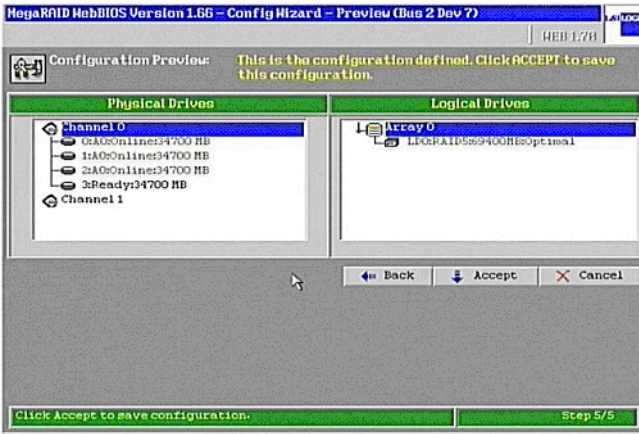 MegaRAID WebBIOS Version 1.66 - Config Wizard - Preview (Bus 2 Dev 7)
WEB 1.70
Configuration Preview:
This is the configuration defined. Click ACCEPT to save
this configuration.
Physical Drives
Channel 0
0:A0:Online:34700 MB
1:A0:Online:34700 MB
2:A0:Online:34700 MB
3:Ready:34700 MB
Channel 1
Logical Drives
Array 0
LD0:RAID5:69400MB:Optimal
Back
Accept
Cancel
Click Accept to save configuration.
Step 5/5